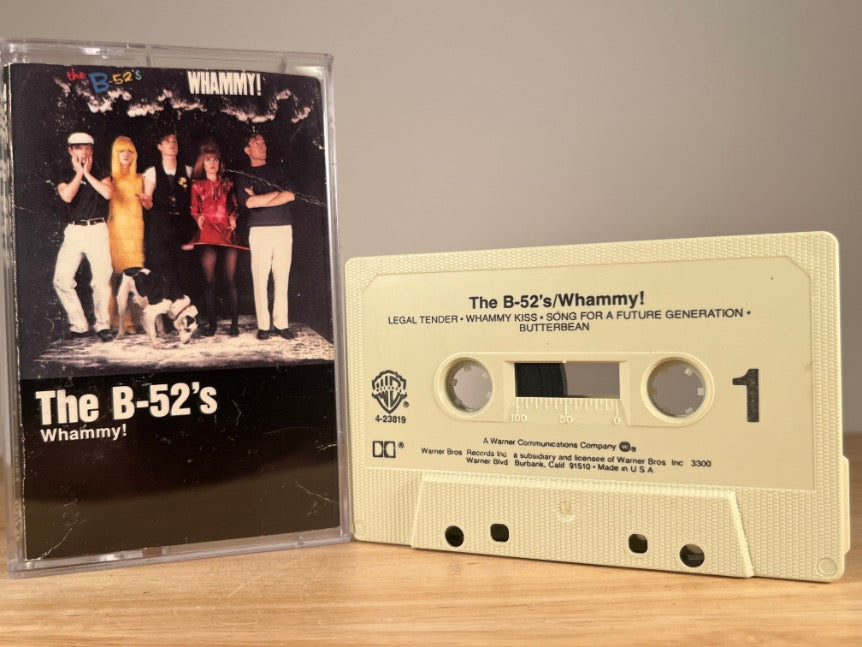 the B-52's WHAMMY!
The B-52's
Whammy!
The B-52's/Whammy!
LEGAL TENDER • WHAMMY KISS • SONG FOR A FUTURE GENERATION •
BUTTERBEAN
RECORDS
4-23819
1
100 50 0
A Warner Communications Company
Warner Bros. Records Inc a subsidiary and licensee of Warner Bros Inc 3300
Warner Blvd Burbank, Calif 91510 • Made in U S A